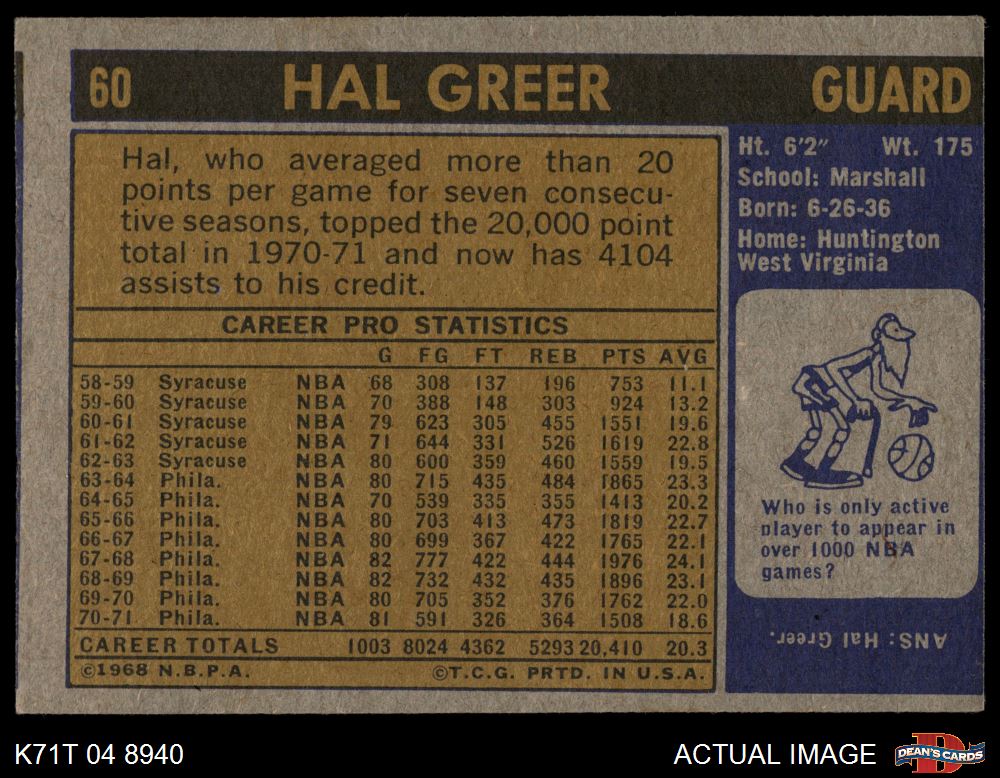 60 HAL GREER GUARD
Hal, who averaged more than 20
points per game for seven consecu-
tive seasons, topped the 20,000 point
total in 1970-71 and now has 4104
assists to his credit.
Ht. 6'2" Wt. 175
School: Marshall
Born: 6-26-36
Home: Huntington
West Virginia
CAREER PRO STATISTICS
G FG FT REB PTS AVG
58-59 Syracuse NBA 68 308 137 196 753 11.1
59-60 Syracuse NBA 70 388 148 303 924 13.2
60-61 Syracuse NBA 79 623 305 455 1551 19.6
61-62 Syracuse NBA 71 644 331 526 1619 22.8
62-63 Syracuse NBA 80 600 359 460 1559 19.5
63-64 Phila. NBA 80 715 435 484 1865 23.3
64-65 Phila. NBA 70 539 335 355 1413 20.2
65-66 Phila. NBA 80 703 413 473 1819 22.7
66-67 Phila. NBA 80 699 367 422 1765 22.1
67-68 Phila. NBA 82 777 422 444 1976 24.1
68-69 Phila. NBA 82 732 432 435 1896 23.1
69-70 Phila. NBA 80 705 352 376 1762 22.0
70-71 Phila. NBA 81 591 326 364 1508 18.6
CAREER TOTALS 1003 8024 4362 5293 20,410 20.3
©1968 N.B.P.A. ©T.C.G. PRTD. IN U.S.A.
Who is only active
player to appear in
over 1000 NBA
games?
ANS: Hal Greer.
K71T 04 8940
ACTUAL IMAGE
D
DEAN'S CARDS